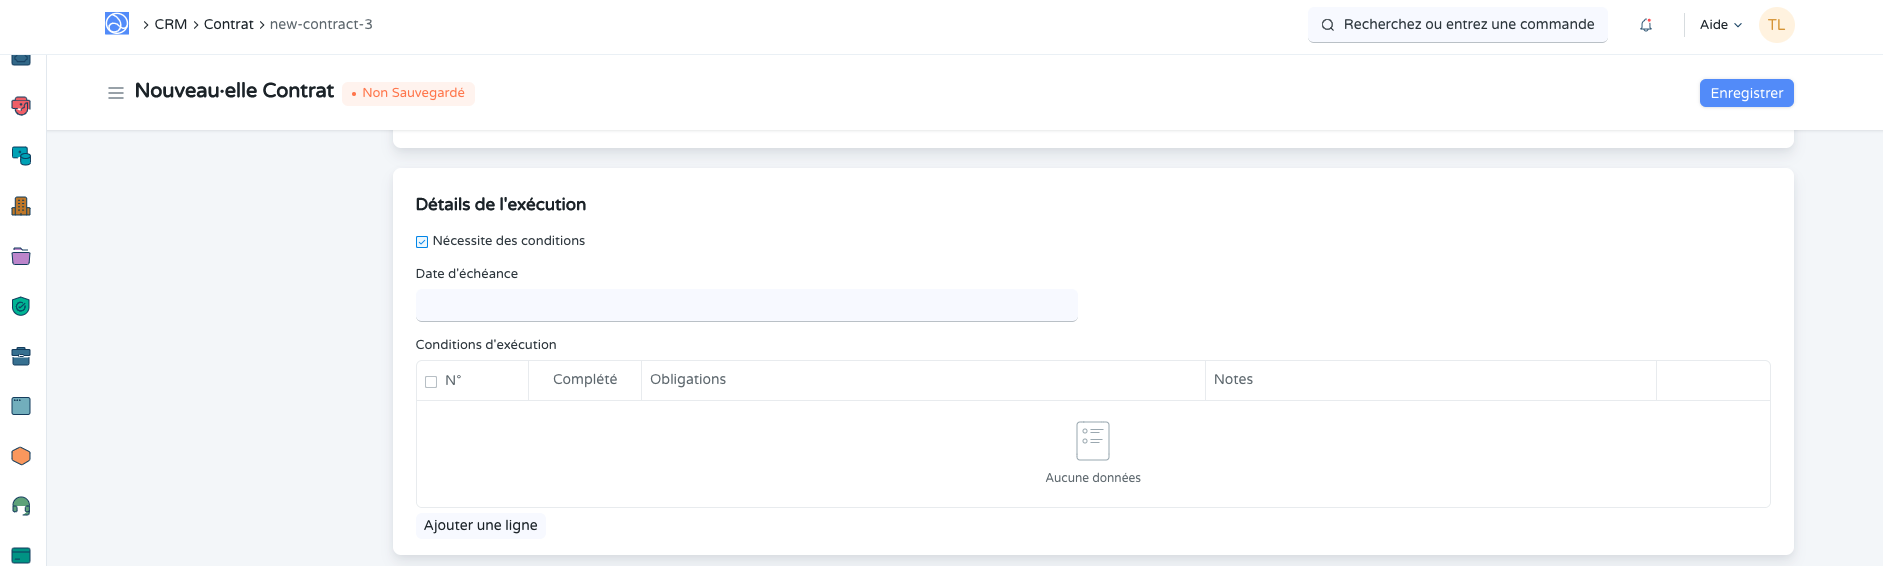 CRM Contrat new-contract-3
Recherchez ou entrez une commande
Aide
TL
Nouveau·elle Contrat
Non Sauvegardé
Enregistrer
Détails de l'exécution
Nécessite des conditions
Date d'échéance
Conditions d'exécution
N° Complété Obligations Notes
Aucune données
Ajouter une ligne